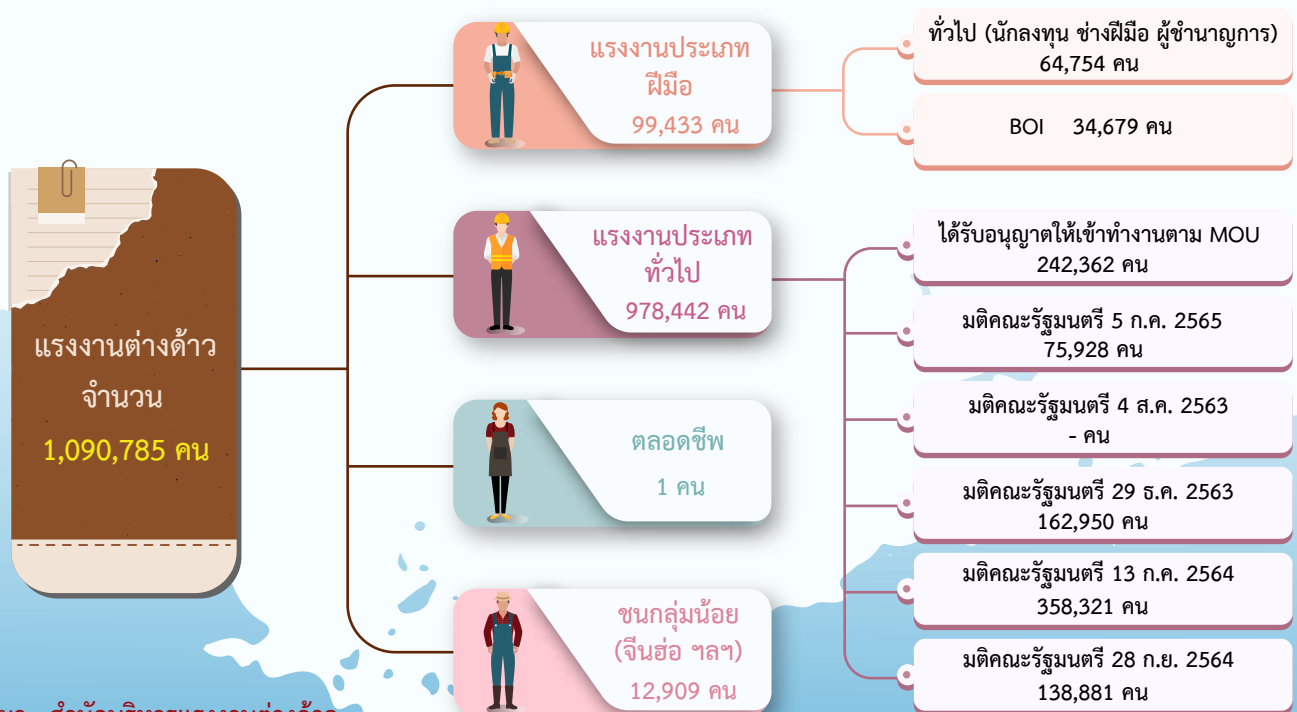 แรงงานต่างด้าว
จำนวน
1,090,785 คน
แรงงานประเภท
ฝีมือ
99,433 คน
ทั่วไป (นักลงทุน ช่างฝีมือ ผู้ชำนาญการ)
64,754 คน
BOI 34,679 คน
แรงงานประเภท
ทั่วไป
978,442 คน
ได้รับอนุญาตให้เข้าทำงานตาม MOU
242,362 คน
มติคณะรัฐมนตรี 5 ก.ค. 2565
75,928 คน
มติคณะรัฐมนตรี 4 ส.ค. 2563
- คน
มติคณะรัฐมนตรี 29 ธ.ค. 2563
162,950 คน
มติคณะรัฐมนตรี 13 ก.ค. 2564
358,321 คน
มติคณะรัฐมนตรี 28 ก.ย. 2564
138,881 คน
ตลอดชีพ
1 คน
ชนกลุ่มน้อย
(จีนฮ่อ ฯลฯ)
12,909 คน